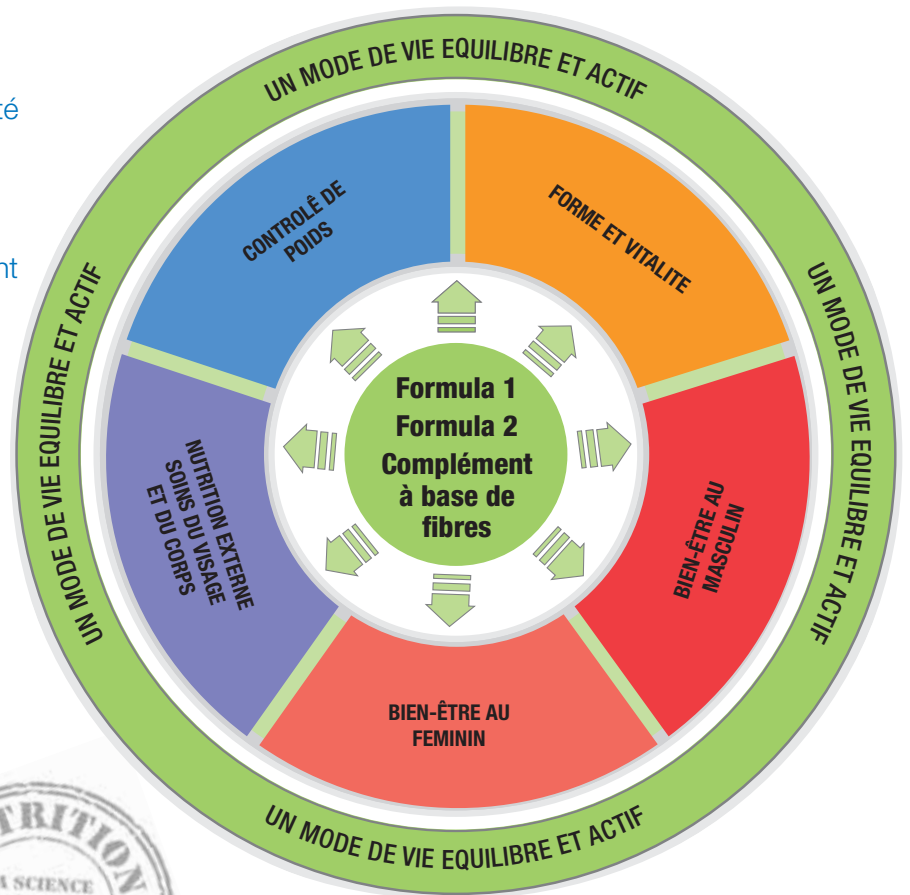 UN MODE DE VIE EQUILIBRE ET ACTIF
UN MODE DE VIE EQUILIBRE ET ACTIF
UN MODE DE VIE EQUILIBRE ET ACTIF
UN MODE DE VIE EQUILIBRE ET ACTIF
CONTROLÊ DE
POIDS
FORME ET VITALITE
BIEN-ÊTRE AU
MASCULIN
BIEN-ÊTRE AU
FEMININ
NUTRITION EXTERNE
SOINS DU VISAGE
ET DU CORPS
Formula 1
Formula 2
Complément
à base de
fibres
SCIENCE